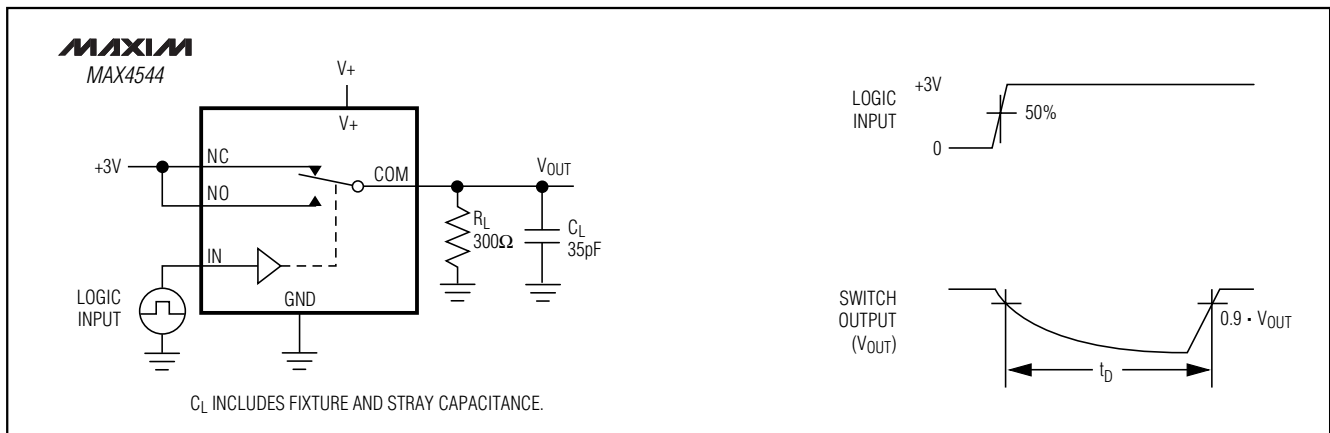 MAXIM
MAX4544
V+
V+
+3V
NC
NO
COM
VOUT
RL
300Ω
CL
35pF
IN
LOGIC
INPUT
GND
CL INCLUDES FIXTURE AND STRAY CAPACITANCE.
LOGIC
INPUT
+3V
50%
0
SWITCH
OUTPUT
(VOUT)
0.9 · VOUT
tD